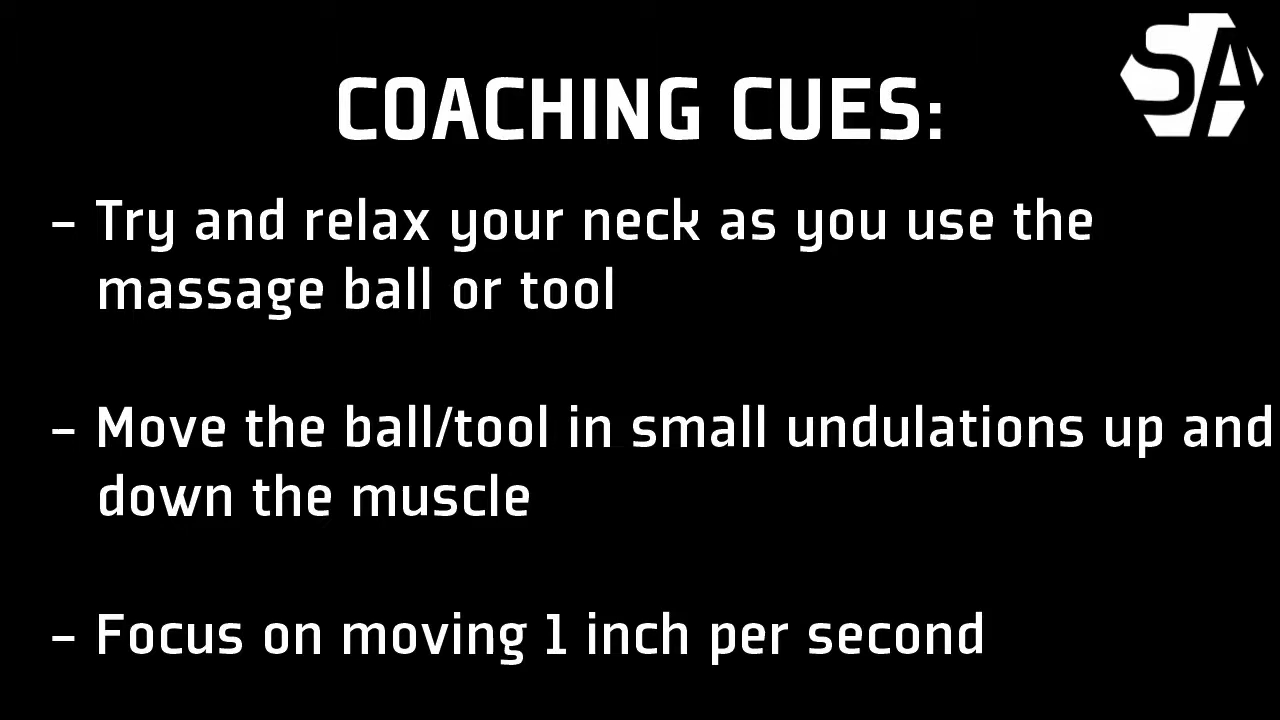 STA
COACHING CUES:
- Try and relax your neck as you use the
massage ball or tool
- Move the ball/tool in small undulations up and
down the muscle
- Focus on moving 1 inch per second